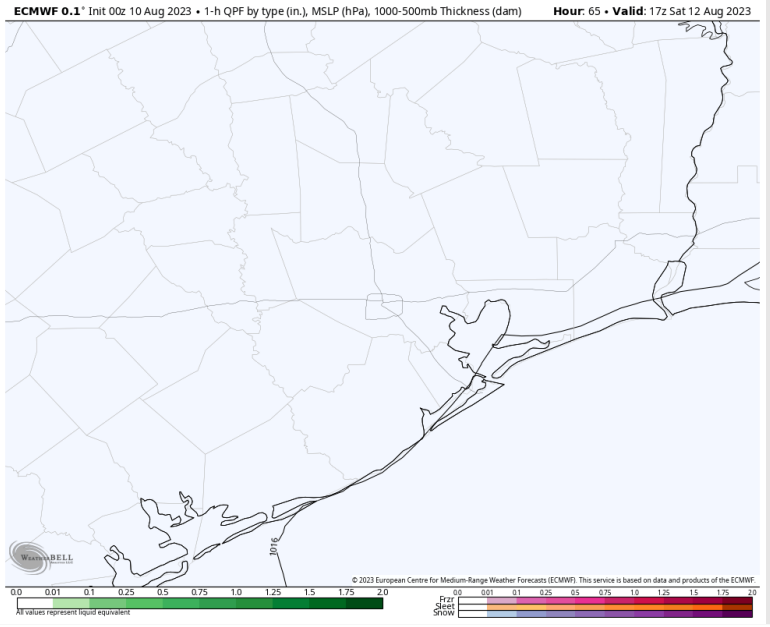 ECMWF 0.1° Init 00z 10 Aug 2023 • 1-h QPF by type (in.), MSLP (hPa), 1000-500mb Thickness (dam) Hour: 65 • Valid: 17z Sat 12 Aug 2023
1016
WEATHERBELL
© 2023 European Centre for Medium-Range Weather Forecasts (ECMWF). This service is based on data and products of the ECMWF.
0.0 0.01 0.1 0.25 0.5 0.75 1.0 1.25 1.5 1.75 2.0
All values represent liquid equivalent
0.0 0.01 0.1 0.25 0.50 0.75 1.0 1.25 1.50 1.75 2.0
Frzr
Sleet
Snow